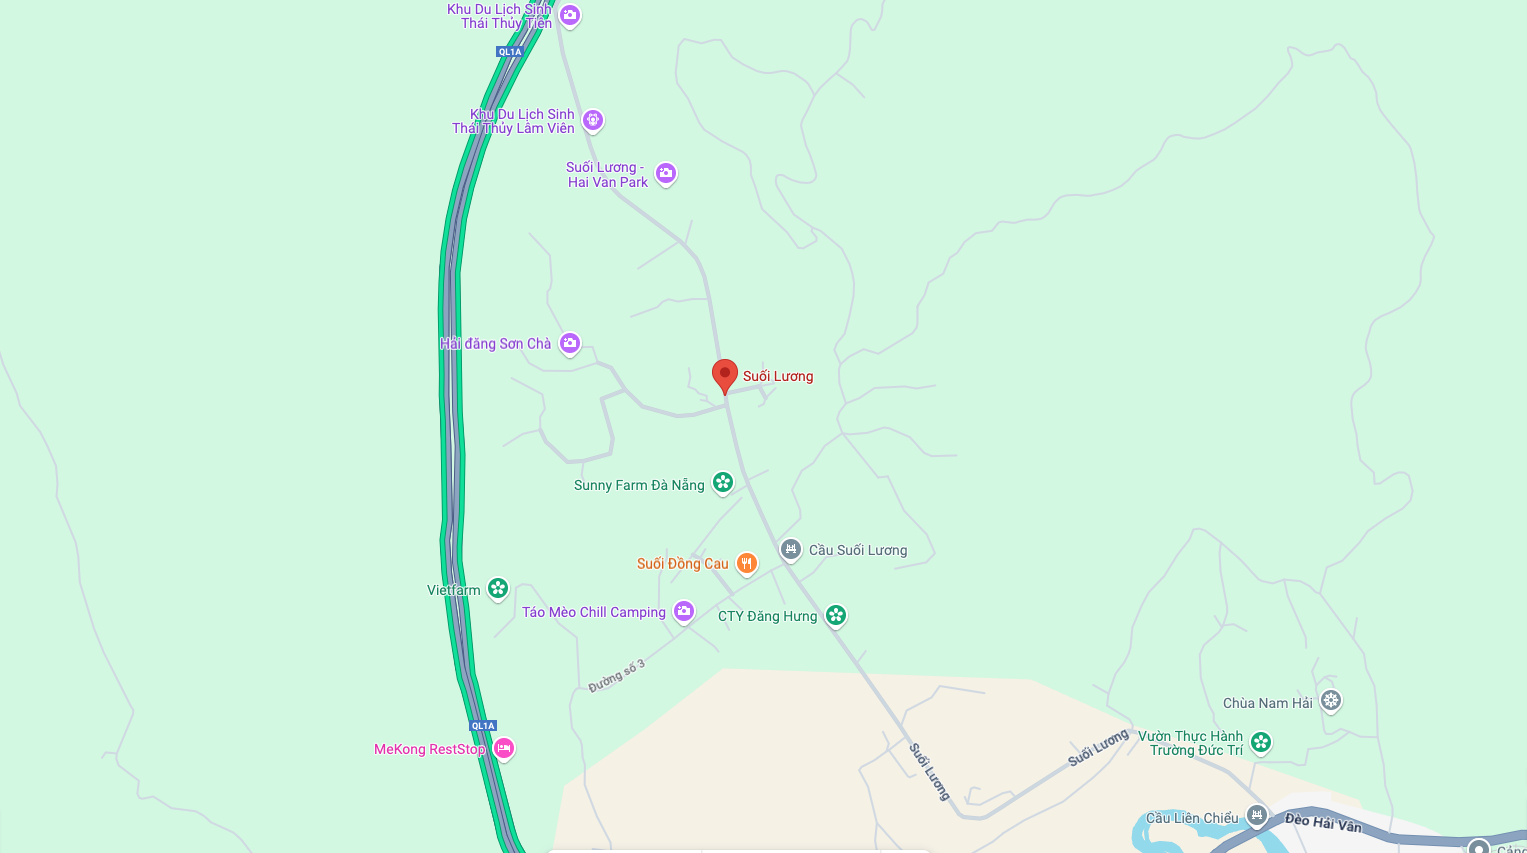 Khu Du Lịch Sinh
Thái Thủy Tiên
QL1A
Khu Du Lịch Sinh
Thái Thủy Lâm Viên
Suối Lương -
Hai Van Park
Hải đăng Sơn Chà
Suối Lương
Sunny Farm Đà Nẵng
Cầu Suối Lương
Suối Đồng Cau
Vietfarm
Táo Mèo Chill Camping
CTY Đăng Hưng
Đường số 3
Chùa Nam Hải
QL1A
MeKong RestStop
Suối Lương
Suối Lương
Vườn Thực Hành
Trường Đức Trí
Cầu Liên Chiểu
Đèo Hải Vân
Cảng